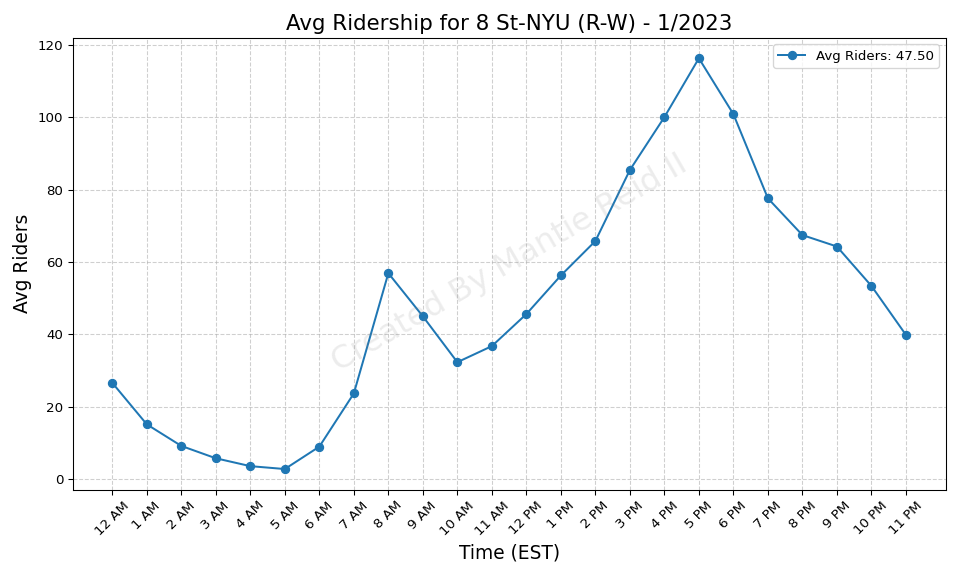 Avg Ridership for 8 St-NYU (R-W) - 1/2023
Avg Riders: 47.50
120
100
80
60
40
20
0
Avg Riders
Created By Mantle Reid II
12 AM
1 AM
2 AM
3 AM
4 AM
5 AM
6 AM
7 AM
8 AM
9 AM
10 AM
11 AM
12 PM
1 PM
2 PM
3 PM
4 PM
5 PM
6 PM
7 PM
8 PM
9 PM
10 PM
11 PM
Time (EST)